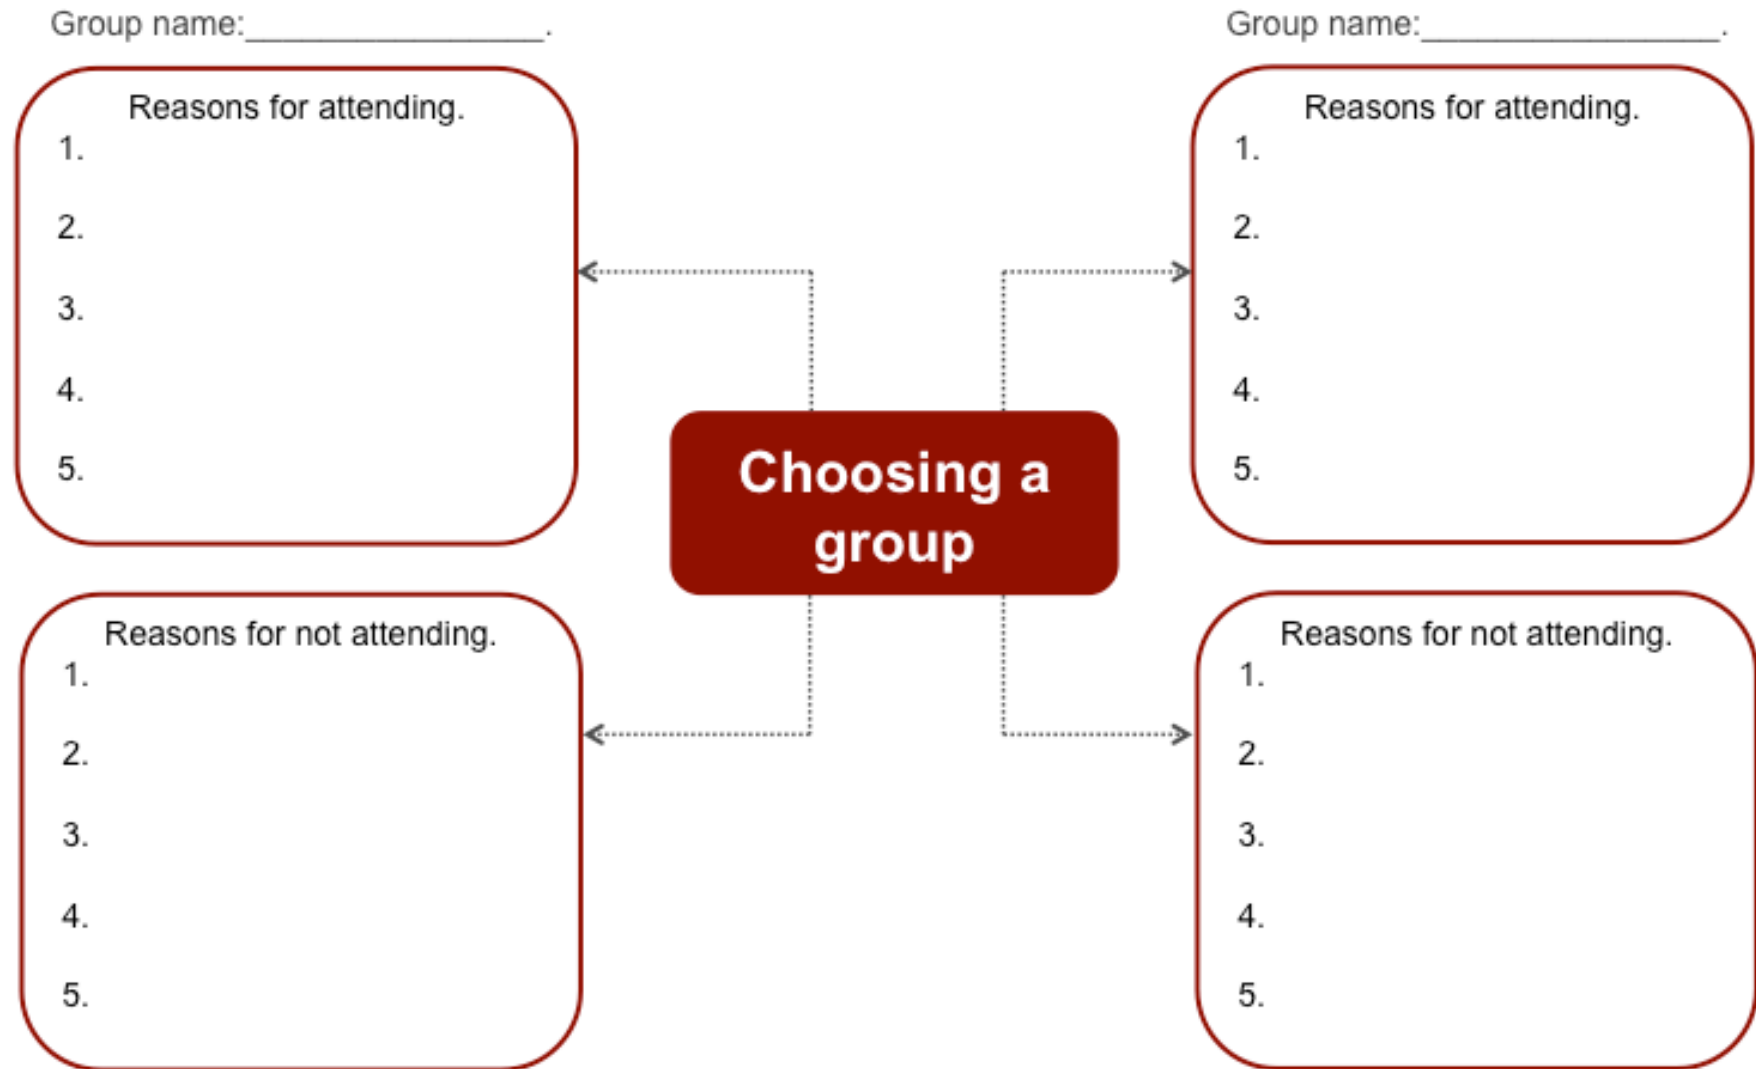 Group name:________________.
Reasons for attending.
1.
2.
3.
4.
5.
Reasons for not attending.
1.
2.
3.
4.
5.
Choosing a
group
Group name:________________.
Reasons for attending.
1.
2.
3.
4.
5.
Reasons for not attending.
1.
2.
3.
4.
5.